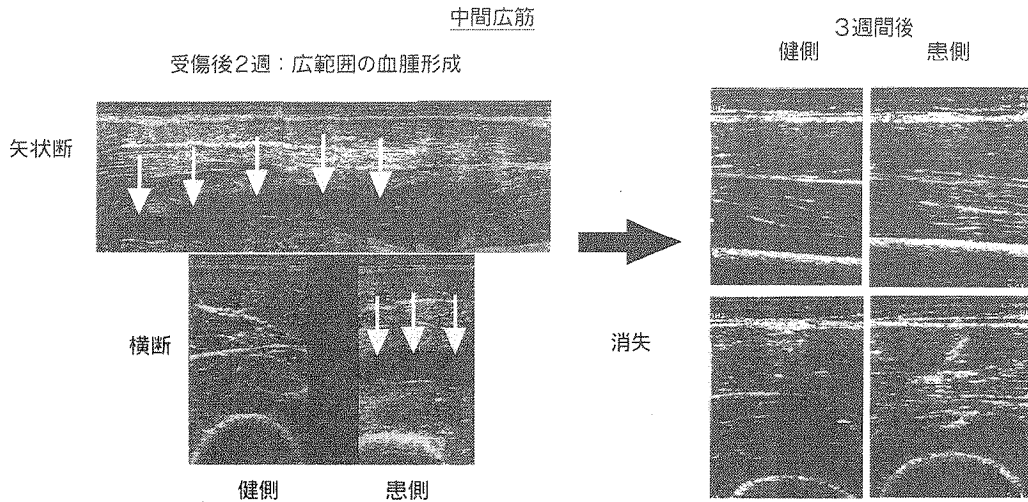 中間広筋
受傷後2週：広範囲の血腫形成
3週間後
健側 患側
矢状断
横断
消失
健側 患側